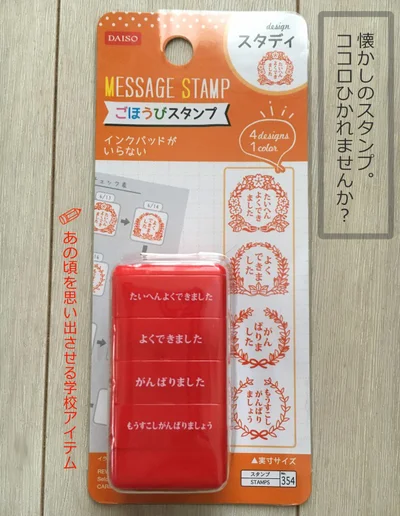 DAISO
design
スタディ
MESSAGE STAMP
ごほうびスタンプ
インクパッドが
いらない
4designs
1color
たいへん
よくでき
ました
よく
できま
した
がん
ばりま
した
もうすこし
がんばり
ましょう
たいへんよくできました
よくできました
がんばりました
もうすこしがんばりましょう
▲実寸サイズ
スタンプ
STAMPS
354
懐かしのスタンプ。
ココロひかれませんか？
あの頃を思い出させる学校アイテム